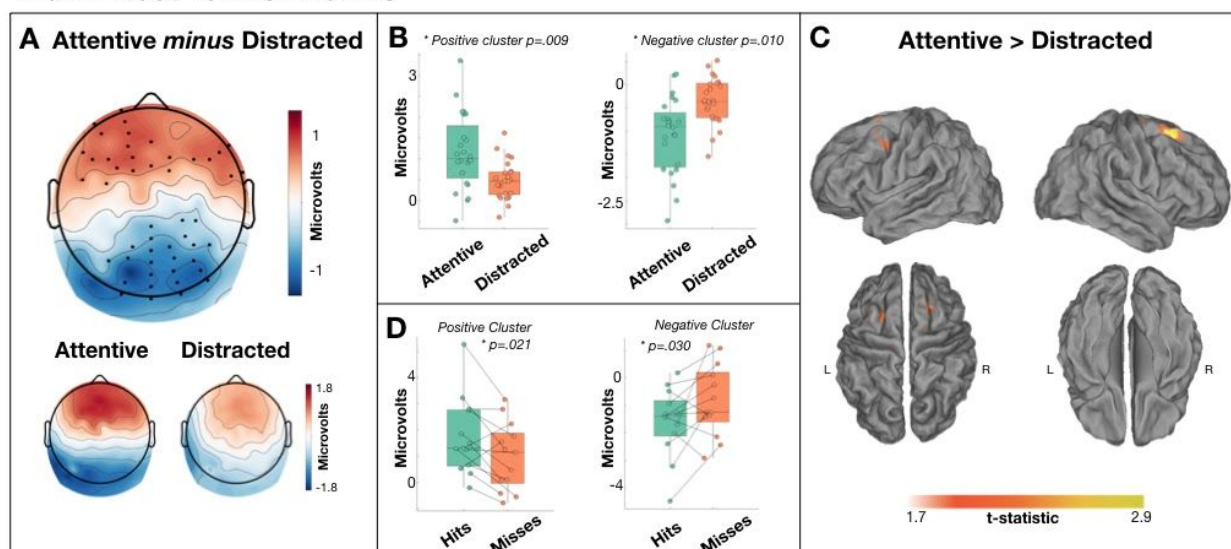 A Attentive minus Distracted
1
-1
Microvolts
Attentive
Distracted
1.8
-1.8
Microvolts
B
* Positive cluster p=.009
3
0
Microvolts
Attentive
Distracted
* Negative cluster p=.010
0
-2.5
Microvolts
Attentive
Distracted
C Attentive > Distracted
L
R
L
R
1.7
t-statistic
2.9
D
Positive Cluster
* p=.021
4
0
Microvolts
Hits
Misses
Negative Cluster
* p=.030
0
-4
Microvolts
Hits
Misses